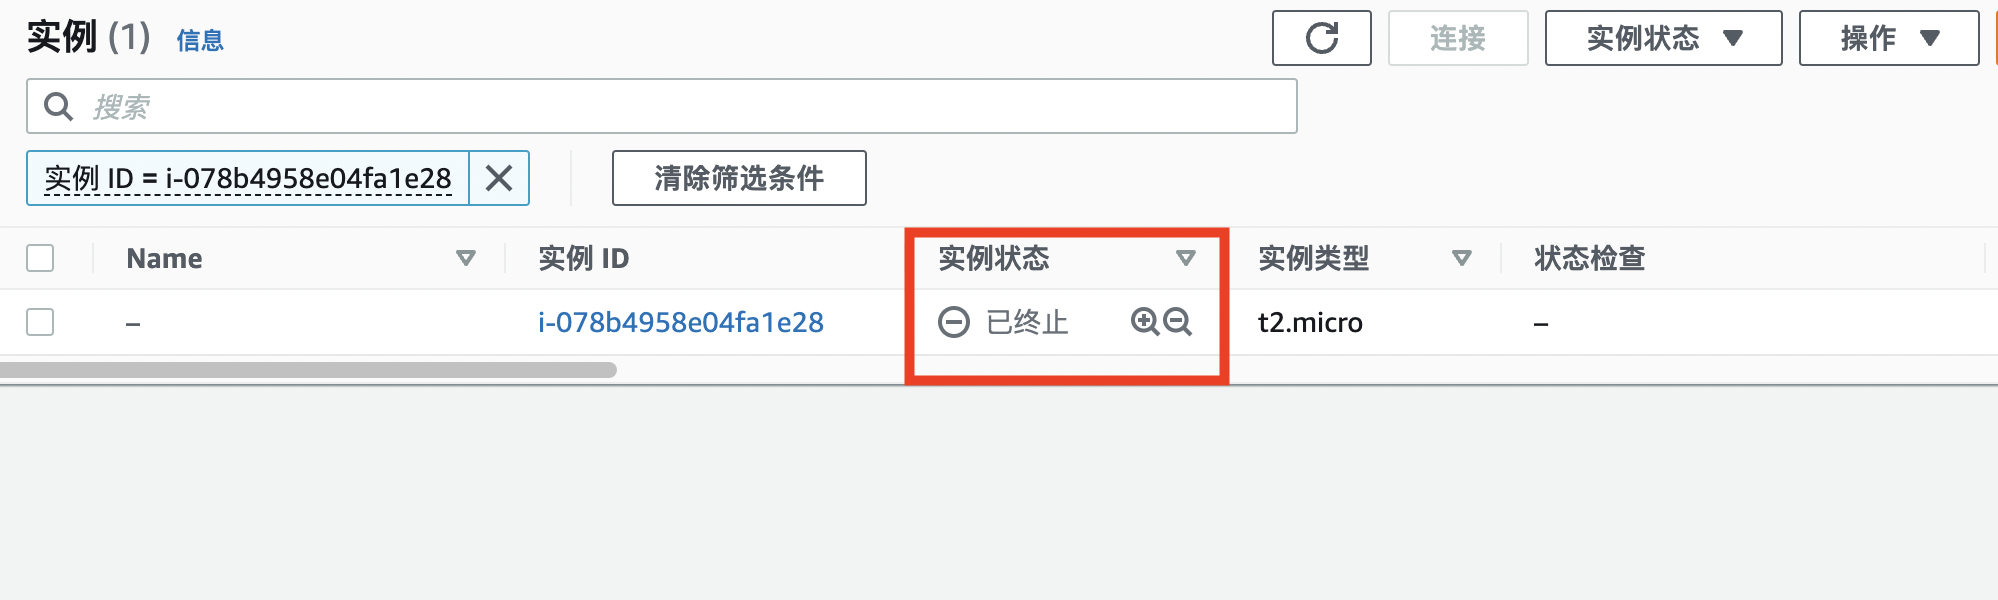 实例 (1) 信息
连接 实例状态 操作
搜索
实例 ID = i-078b4958e04fa1e28
清除筛选条件
Name 实例 ID 实例状态 实例类型 状态检查
– i-078b4958e04fa1e28 已终止 t2.micro –